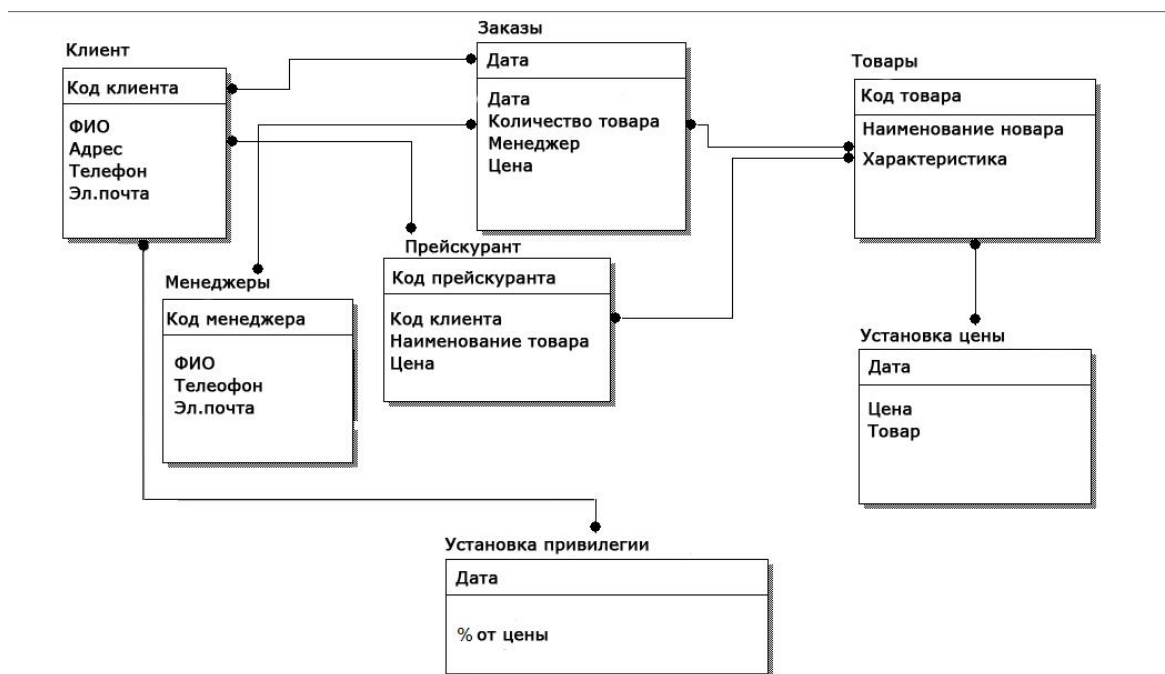 Клиент
Код клиента
ФИО
Адрес
Телефон
Эл.почта
Заказы
Дата
Дата
Количество товара
Менеджер
Цена
Товары
Код товара
Наименование новара
Характеристика
Менеджеры
Код менеджера
ФИО
Телеофон
Эл.почта
Прейскурант
Код прейскуранта
Код клиента
Наименование товара
Цена
Установка цены
Дата
Цена
Товар
Установка привилегии
Дата
% от цены